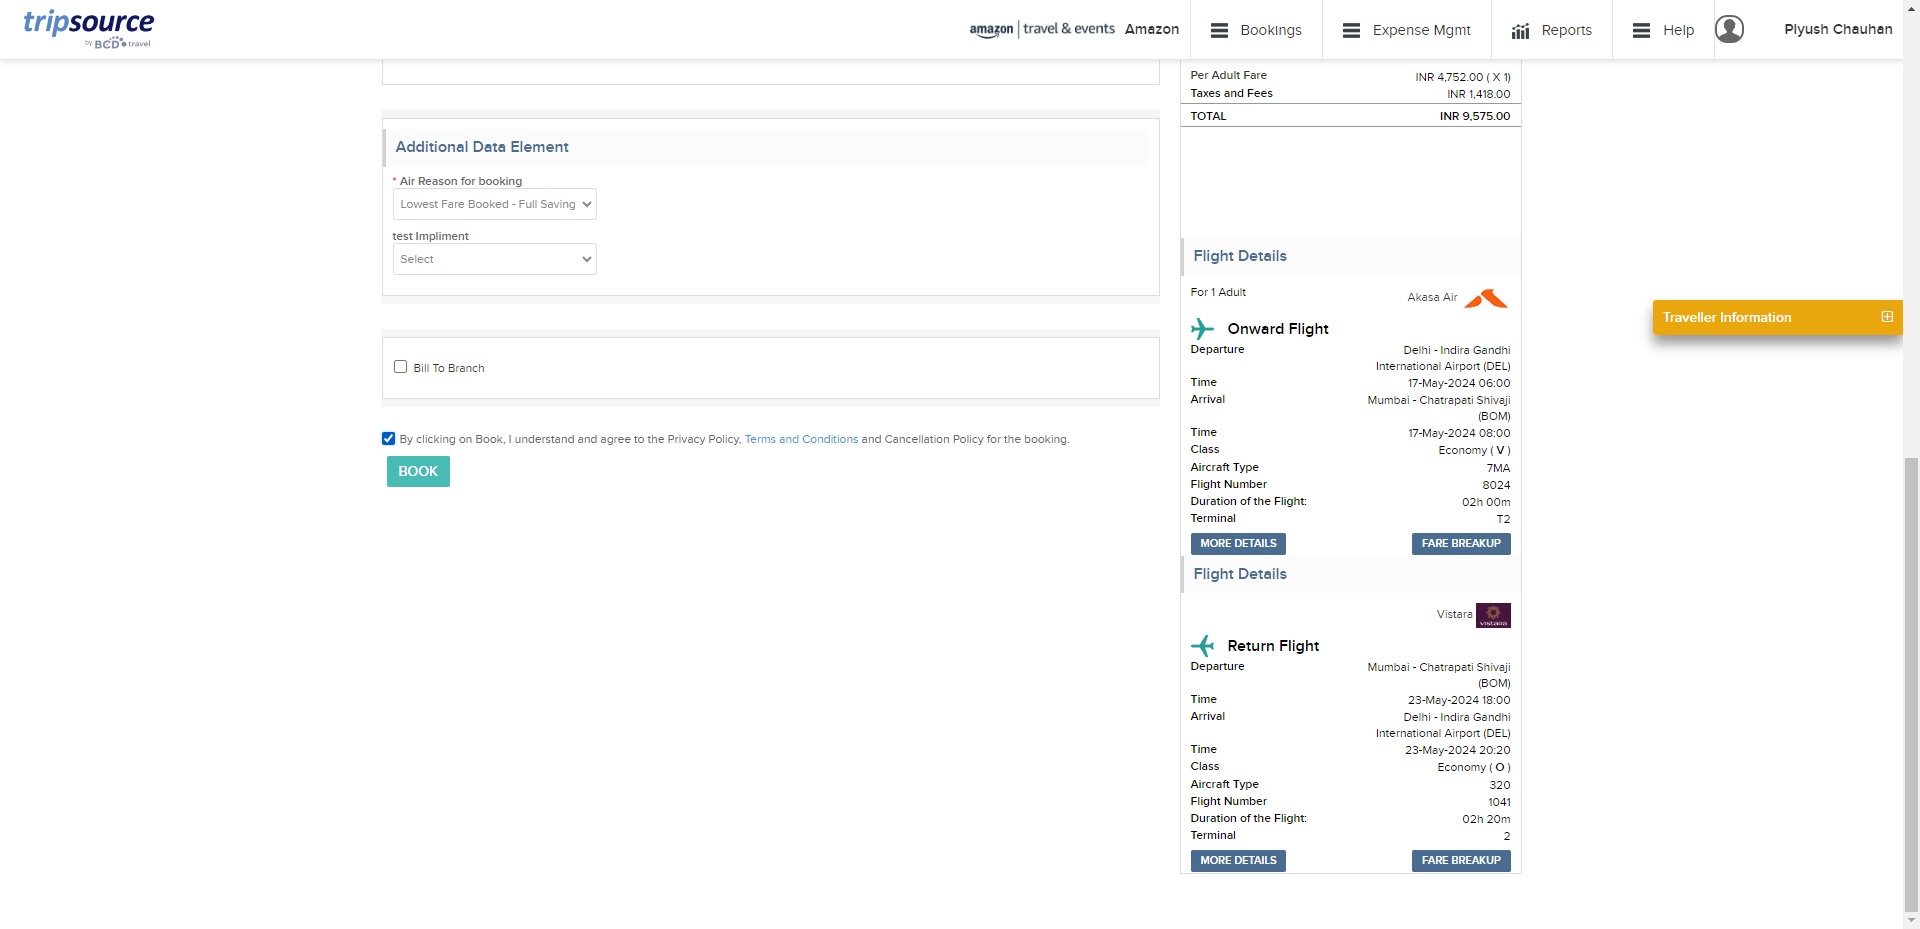 tripsource
by BCD travel
amazon | travel & events
Amazon
Bookings
Expense Mgmt
Reports
Help
Piyush Chauhan
Per Adult Fare INR 4,752.00 ( X 1)
Taxes and Fees INR 1,418.00
TOTAL INR 9,575.00
Additional Data Element
* Air Reason for booking
Lowest Fare Booked - Full Saving
test Impliment
Select
Bill To Branch
By clicking on Book, I understand and agree to the Privacy Policy, Terms and Conditions and Cancellation Policy for the booking.
BOOK
Flight Details
For 1 Adult Akasa Air
Onward Flight
Departure Delhi - Indira Gandhi
International Airport (DEL)
Time 17-May-2024 06:00
Arrival Mumbai - Chatrapati Shivaji
(BOM)
Time 17-May-2024 08:00
Class Economy ( V )
Aircraft Type 7MA
Flight Number 8024
Duration of the Flight: 02h 00m
Terminal T2
MORE DETAILS FARE BREAKUP
Flight Details
Vistara VISTARA
Return Flight
Departure Mumbai - Chatrapati Shivaji
(BOM)
Time 23-May-2024 18:00
Arrival Delhi - Indira Gandhi
International Airport (DEL)
Time 23-May-2024 20:20
Class Economy ( O )
Aircraft Type 320
Flight Number 1041
Duration of the Flight: 02h 20m
Terminal 2
MORE DETAILS FARE BREAKUP
Traveller Information